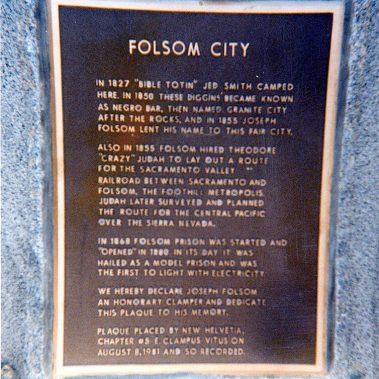 FOLSOM CITY
IN 1827 "BIBLE TOTIN" JED SMITH CAMPED
HERE. IN 1850 THESE DIGGINS' BECAME KNOWN
AS NEGRO BAR, THEN NAMED GRANITE CITY
AFTER THE ROCKS, AND IN 1855 JOSEPH
FOLSOM LENT HIS NAME TO THIS FAIR CITY.
ALSO IN 1855 FOLSOM HIRED THEODORE
"CRAZY" JUDAH TO LAY OUT A ROUTE
FOR THE SACRAMENTO VALLEY
RAILROAD BETWEEN SACRAMENTO AND
FOLSOM, THE FOOTHILL METROPOLIS.
JUDAH LATER SURVEYED AND PLANNED
THE ROUTE FOR THE CENTRAL PACIFIC
OVER THE SIERRA NEVADA.
IN 1868 FOLSOM PRISON WAS STARTED AND
"OPENED" IN 1880. IN ITS DAY IT WAS
HAILED AS A MODEL PRISON AND WAS
THE FIRST TO LIGHT WITH ELECTRICITY.
WE HEREBY DECLARE JOSEPH FOLSOM
AN HONORARY CLAMPER AND DEDICATE
THIS PLAQUE TO HIS MEMORY.
PLAQUE PLACED BY NEW HELVETIA,
CHAPTER #5 E. CLAMPUS VITUS ON
AUGUST 8, 1981 AND SO RECORDED.